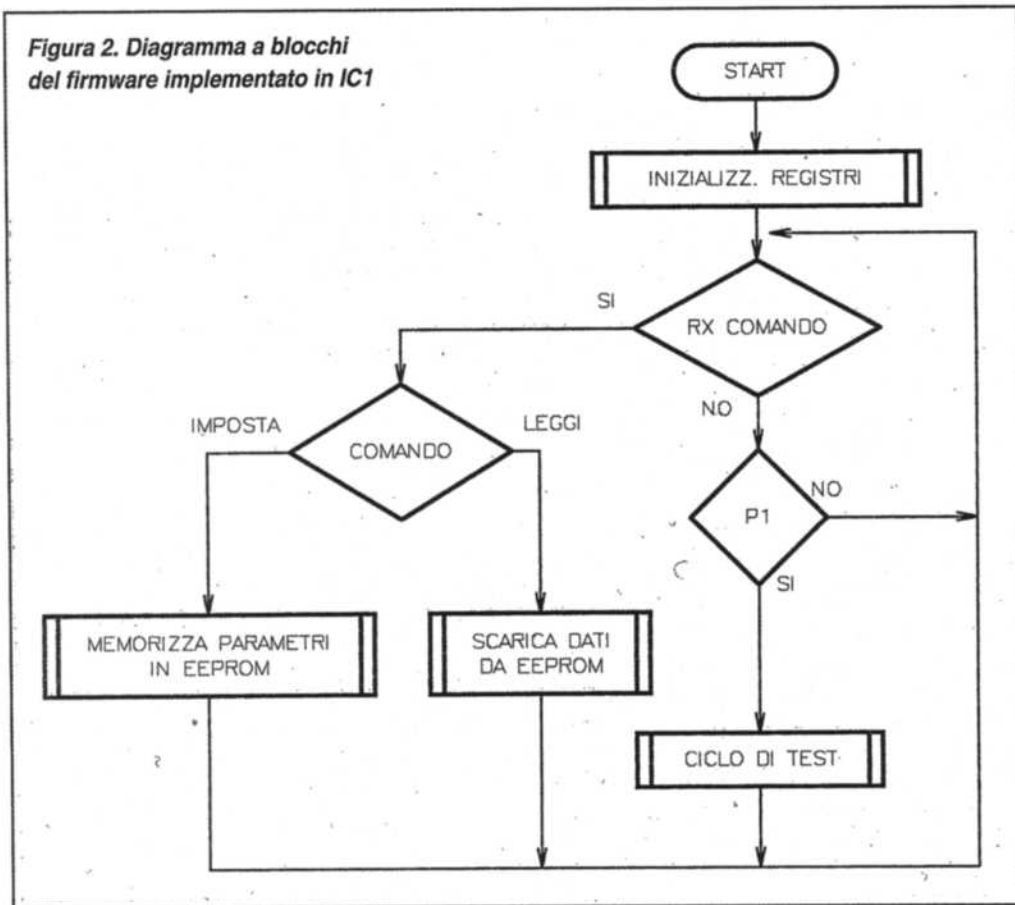 Figura 2. Diagramma a blocchi
del firmware implementato in IC1
START
INIZIALIZZ. REGISTRI
SI
RX COMANDO
NO
IMPOSTA
COMANDO
LEGGI
P1
NO
SI
MEMORIZZA PARAMETRI
IN EEPROM
SCARICA DATI
DA EEPROM
CICLO DI TEST